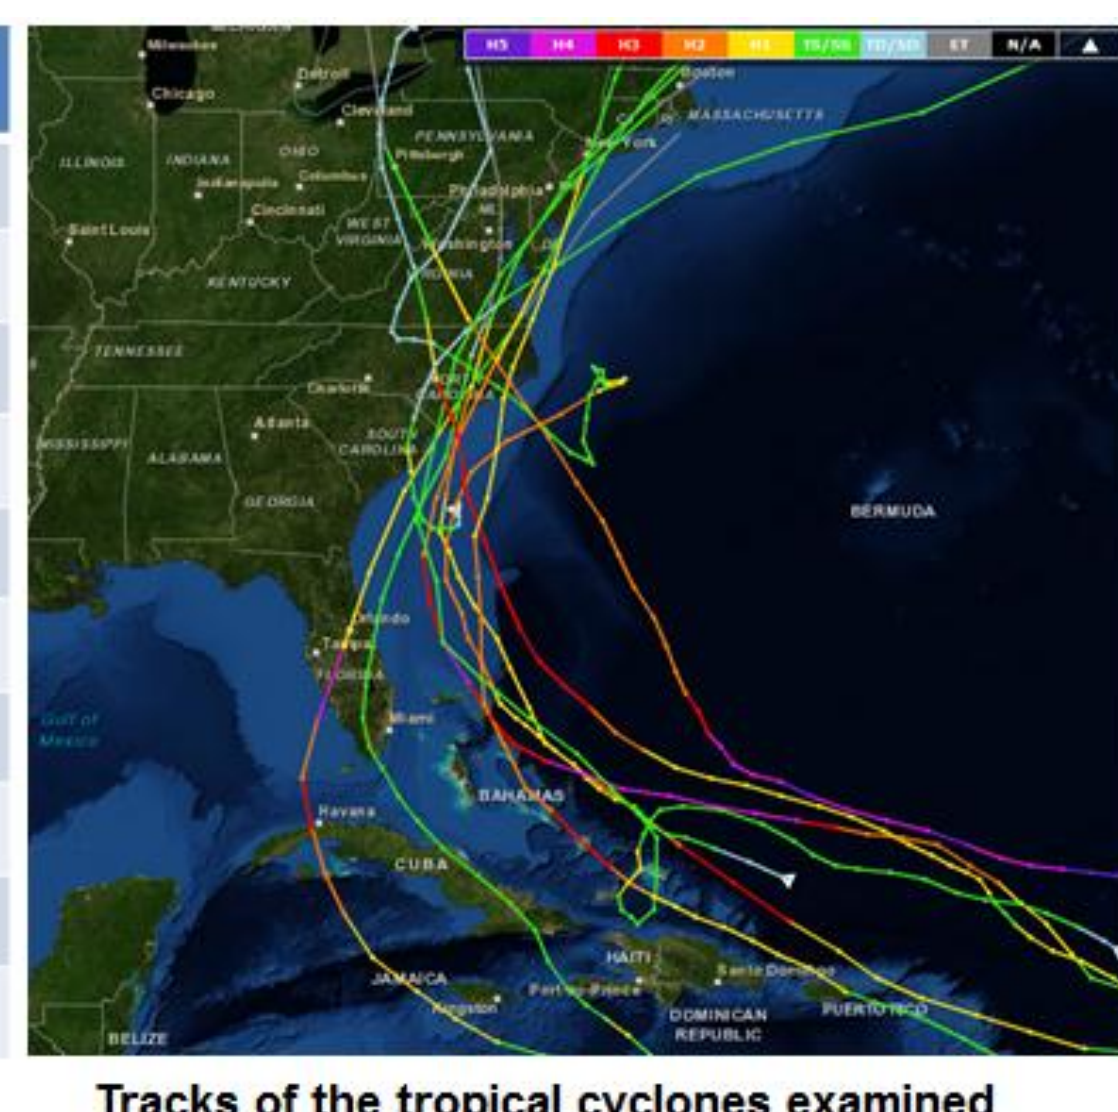 H5 H4 H3 H2 H1 TS/SS TD/SD ET N/A
Milwaukee
Detroit
Boston
Chicago
Cleveland
MASSACHUSETTS
PENNSYLVANIA
New York
ILLINOIS
INDIANA
OHIO
Pittsburgh
Indianapolis
Columbus
Philadelphia
Cincinnati
Saint Louis
WEST
VIRGINIA
Washington
KENTUCKY
TENNESSEE
Charlotte
NORTH
CAROLINA
Atlanta
SOUTH
CAROLINA
MISSISSIPPI
ALABAMA
GEORGIA
BERMUDA
Orlando
Tampa
FLORIDA
Gulf of
Mexico
Miami
BAHAMAS
Havana
CUBA
HAITI
JAMAICA
Santo Domingo
Port-au-Prince
Kingston
PUERTO RICO
DOMINICAN
REPUBLIC
BELIZE
Tracks of the tropical cyclones examined